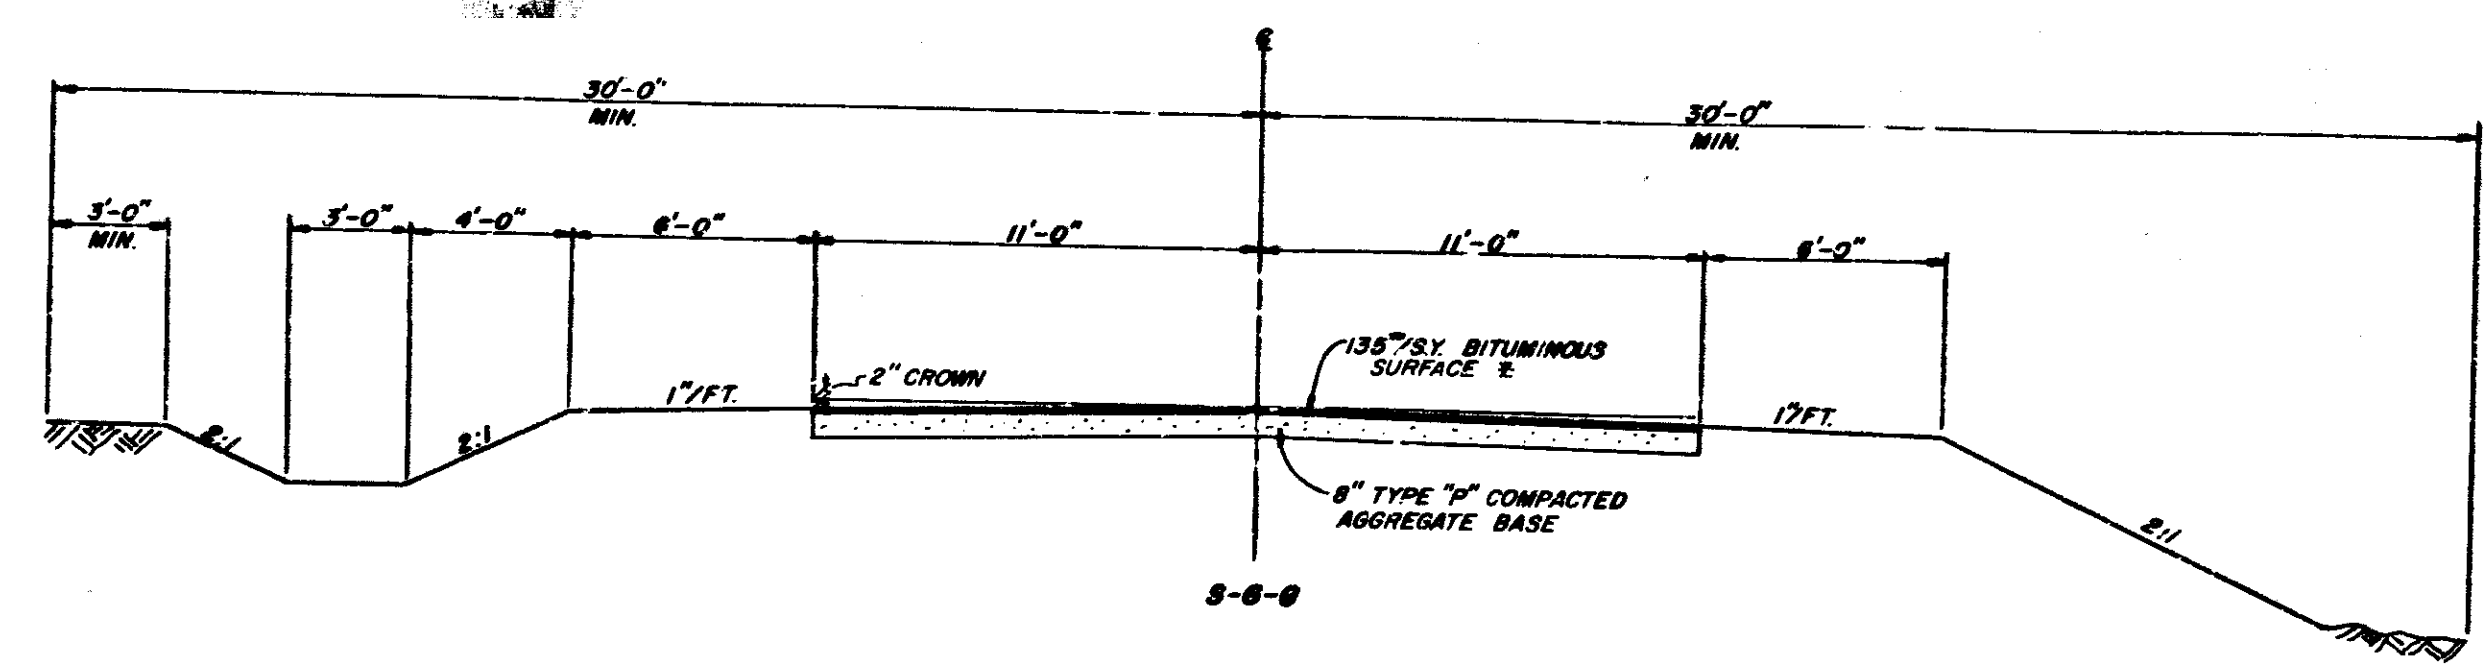 ℄
30'-0"
MIN.
30'-0"
MIN.
3'-0"
MIN.
3'-0"
4'-0"
6'-0"
11'-0"
11'-0"
6'-0"
135#/S.Y. BITUMINOUS
SURFACE
2" CROWN
1"/FT.
1"/FT.
2:1
2:1
8" TYPE "P" COMPACTED
AGGREGATE BASE
2:1